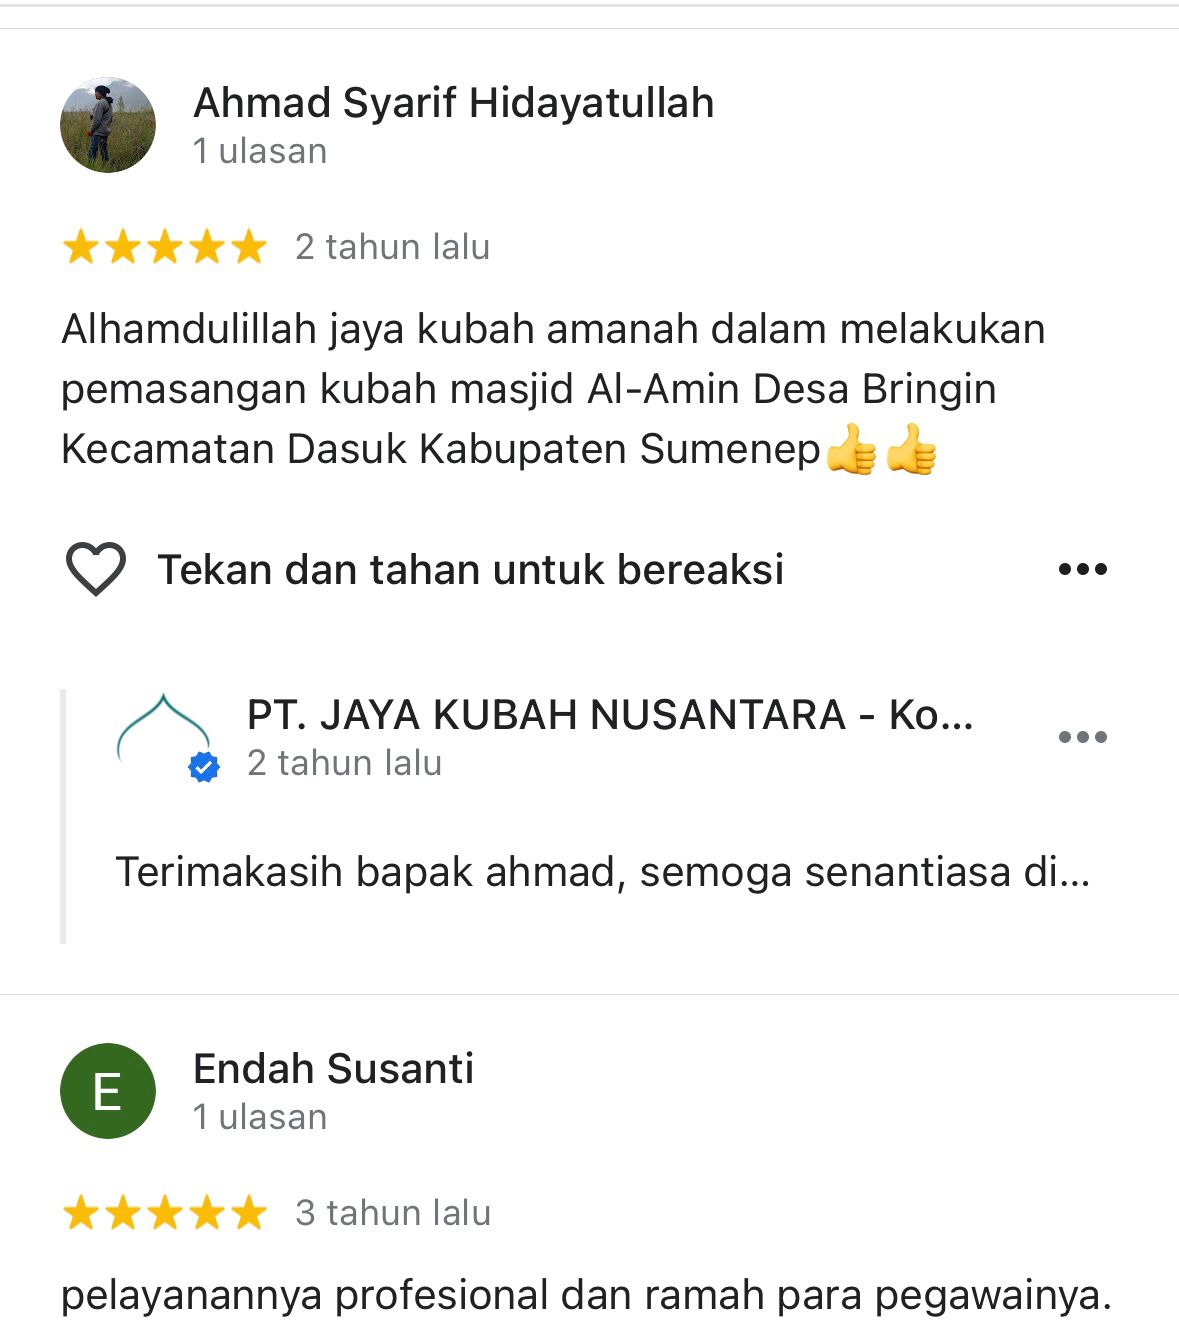 Ahmad Syarif Hidayatullah
1 ulasan
2 tahun lalu
Alhamdulillah jaya kubah amanah dalam melakukan
pemasangan kubah masjid Al-Amin Desa Bringin
Kecamatan Dasuk Kabupaten Sumenep👍👍
Tekan dan tahan untuk bereaksi
PT. JAYA KUBAH NUSANTARA - Ko...
2 tahun lalu
Terimakasih bapak ahmad, semoga senantiasa di...
E
Endah Susanti
1 ulasan
3 tahun lalu
pelayanannya profesional dan ramah para pegawainya.